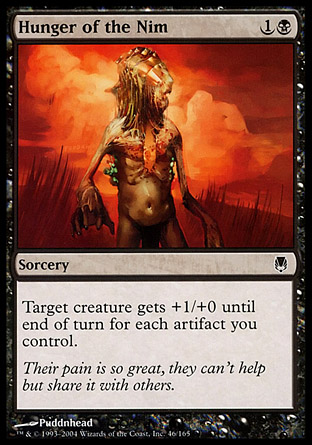 Hunger of the Nim 1
Sorcery
Target creature gets +1/+0 until
end of turn for each artifact you
control.
Their pain is so great, they can't help
but share it with others.
Puddnhead
™ & © 1993-2004 Wizards of the Coast, Inc. 46/165